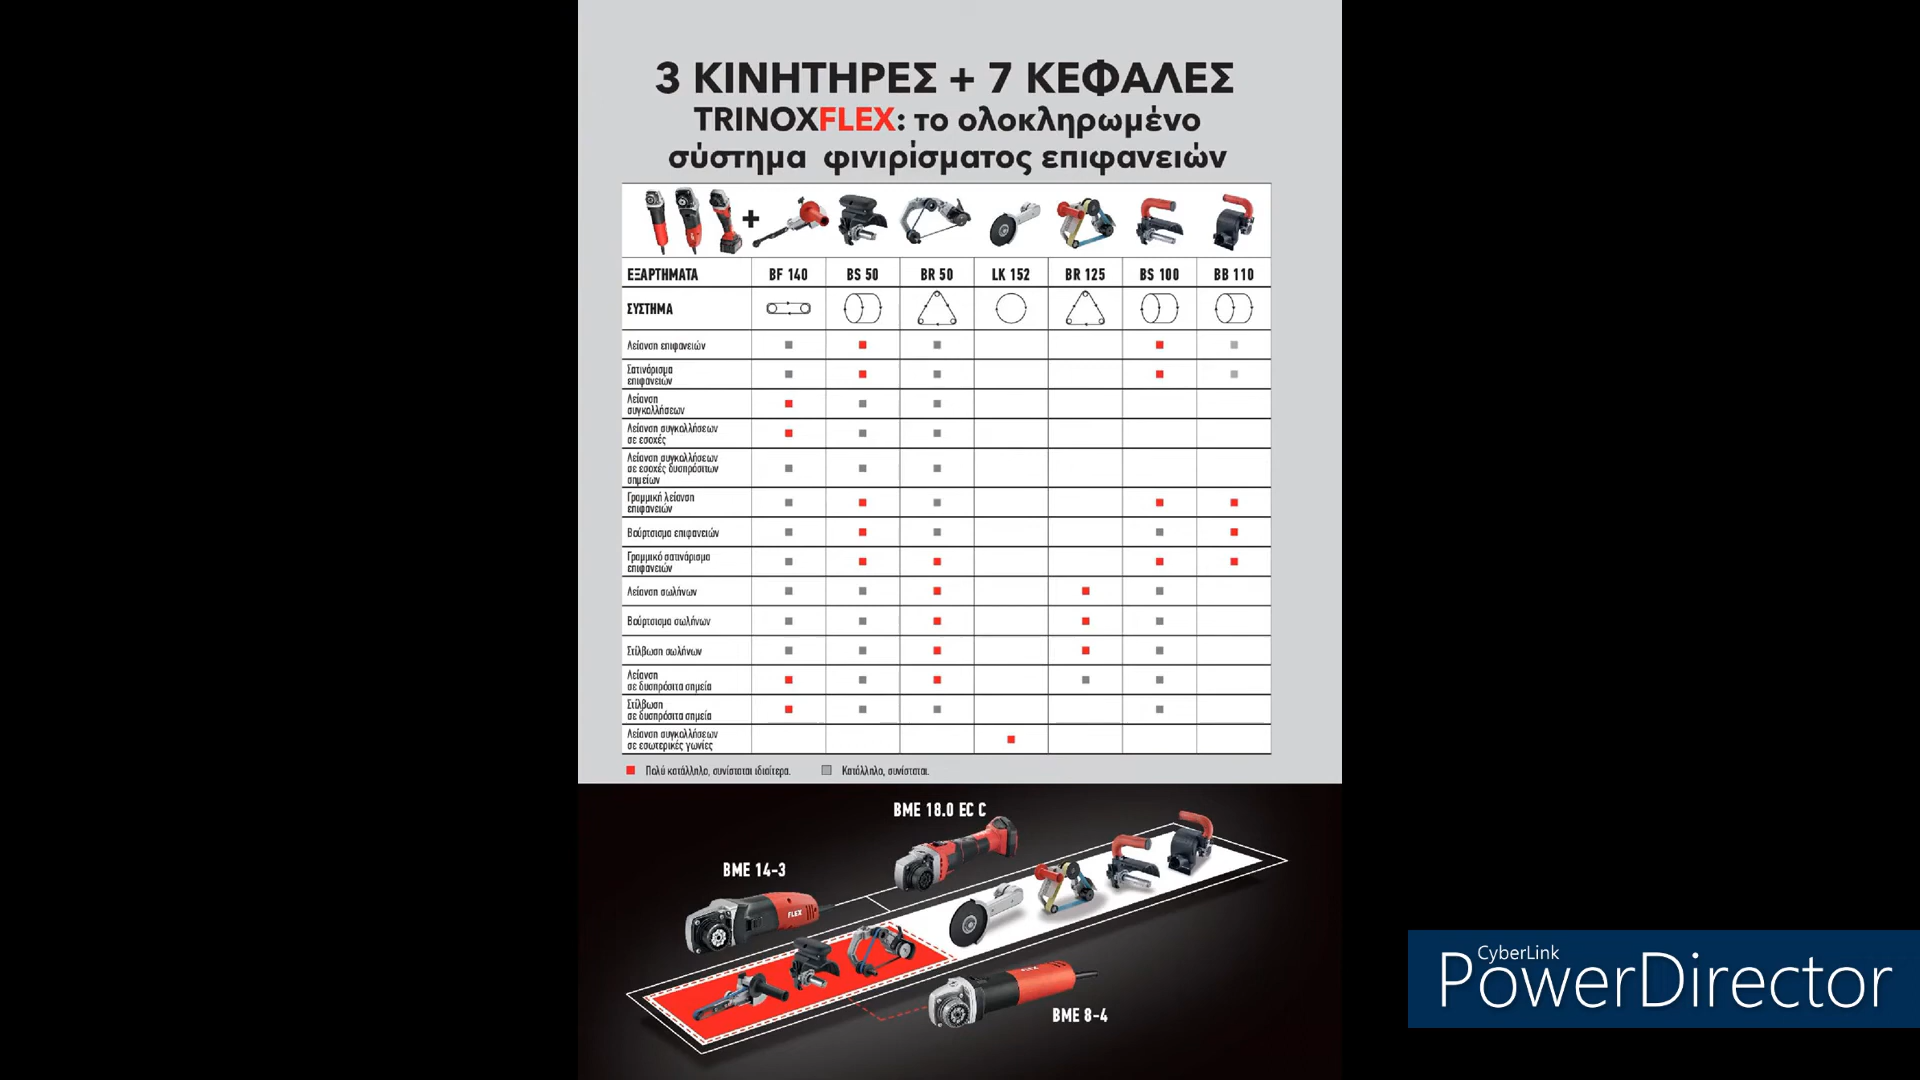 3 ΚΙΝΗΤΗΡΕΣ + 7 ΚΕΦΑΛΕΣ
TRINOXFLEX: το ολοκληρωμένο
σύστημα φινιρίσματος επιφανειών
+
ΕΞΑΡΤΗΜΑΤΑ BF 140 BS 50 BR 50 LK 152 BR 125 BS 100 BB 110
ΣΥΣΤΗΜΑ
Λείανση επιφανειών
Σατινάρισμα
επιφανειών
Λείανση
συγκολλήσεων
Λείανση συγκολλήσεων
σε εσοχές
Λείανση συγκολλήσεων
σε εσοχές δυσπρόσιτων
σημείων
Γραμμική λείανση
επιφανειών
Βούρτσισμα επιφανειών
Γραμμικό σατινάρισμα
επιφανειών
Λείανση σωλήνων
Βούρτσισμα σωλήνων
Στίλβωση σωλήνων
Λείανση
σε δυσπρόσιτα σημεία
Στίλβωση
σε δυσπρόσιτα σημεία
Λείανση συγκολλήσεων
σε εσωτερικές γωνίες
Πολύ κατάλληλο, συνίσταται ιδιαίτερα. Κατάλληλο, συνίσταται.
BME 18.0 EC C
BME 14-3
FLEX
FLEX
BME 8-4
CyberLink
PowerDirector